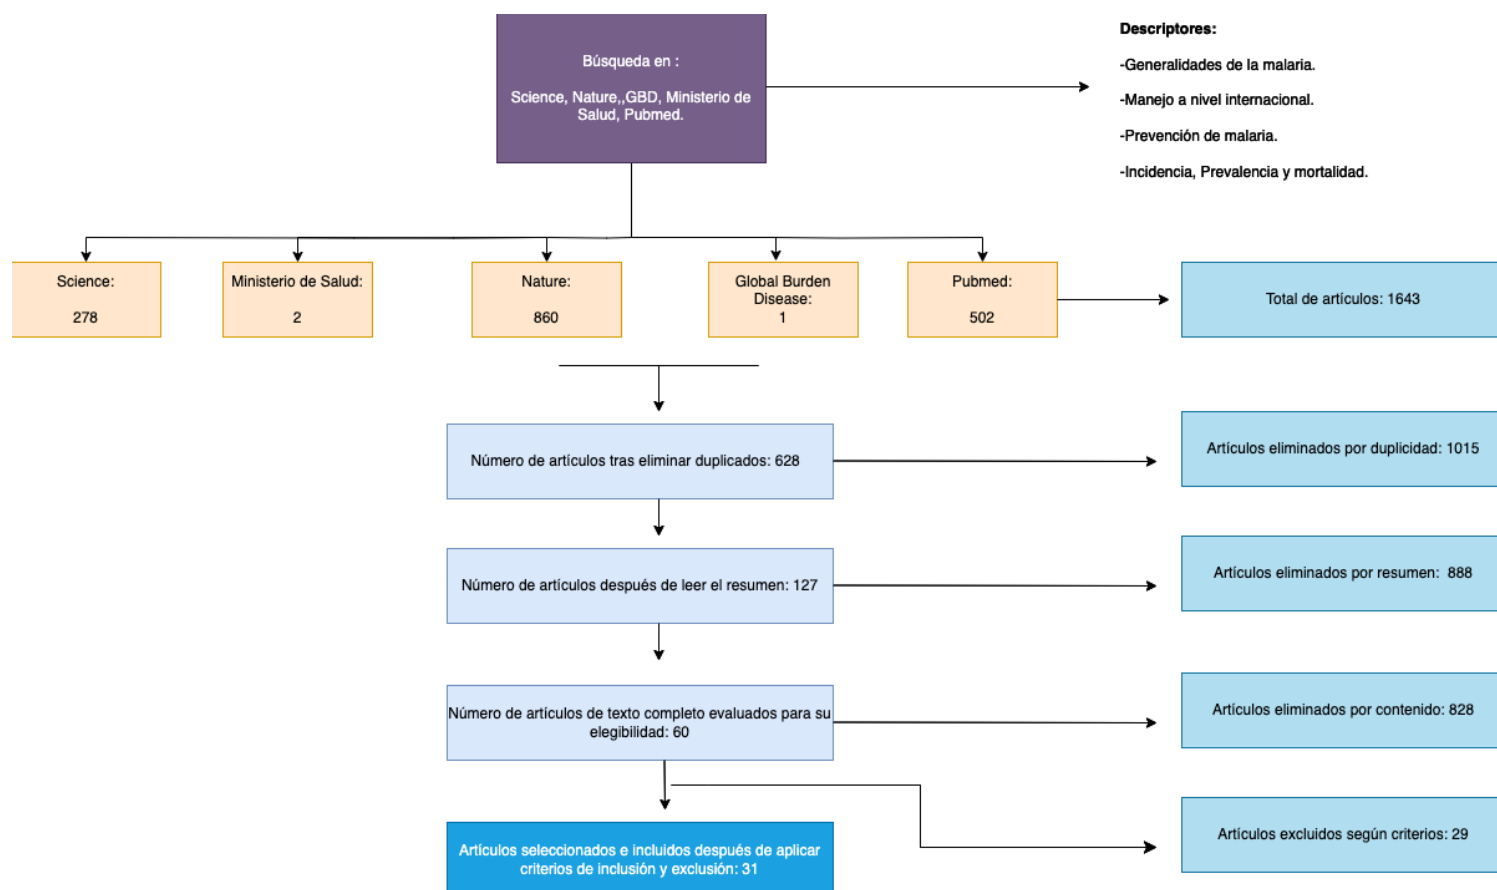 Búsqueda en :
Science, Nature,,GBD, Ministerio de
Salud, Pubmed.
Descriptores:
-Generalidades de la malaria.
-Manejo a nivel internacional.
-Prevención de malaria.
-Incidencia, Prevalencia y mortalidad.
Science:
278
Ministerio de Salud:
2
Nature:
860
Global Burden
Disease:
1
Pubmed:
502
Total de artículos: 1643
Número de artículos tras eliminar duplicados: 628
Artículos eliminados por duplicidad: 1015
Número de artículos después de leer el resumen: 127
Artículos eliminados por resumen: 888
Número de artículos de texto completo evaluados para su
elegibilidad: 60
Artículos eliminados por contenido: 828
Artículos seleccionados e incluidos después de aplicar
criterios de inclusión y exclusión: 31
Artículos excluidos según criterios: 29